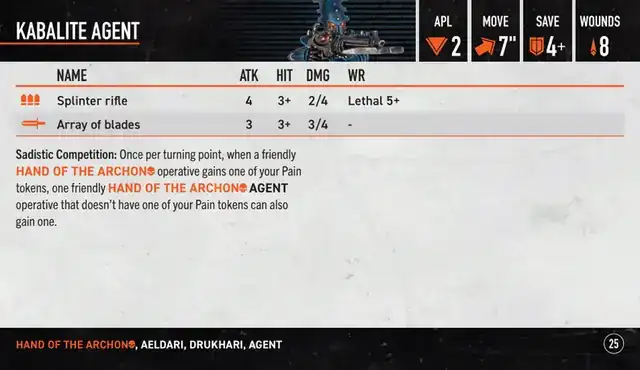 KABALITE AGENT
APL MOVE SAVE WOUNDS
2 7" 4+ 8
NAME ATK HIT DMG WR
Splinter rifle 4 3+ 2/4 Lethal 5+
Array of blades 3 3+ 3/4 -
Sadistic Competition: Once per turning point, when a friendly
HAND OF THE ARCHON operative gains one of your Pain
tokens, one friendly HAND OF THE ARCHON AGENT
operative that doesn't have one of your Pain tokens can also
gain one.
HAND OF THE ARCHON, AELDARI, DRUKHARI, AGENT
25